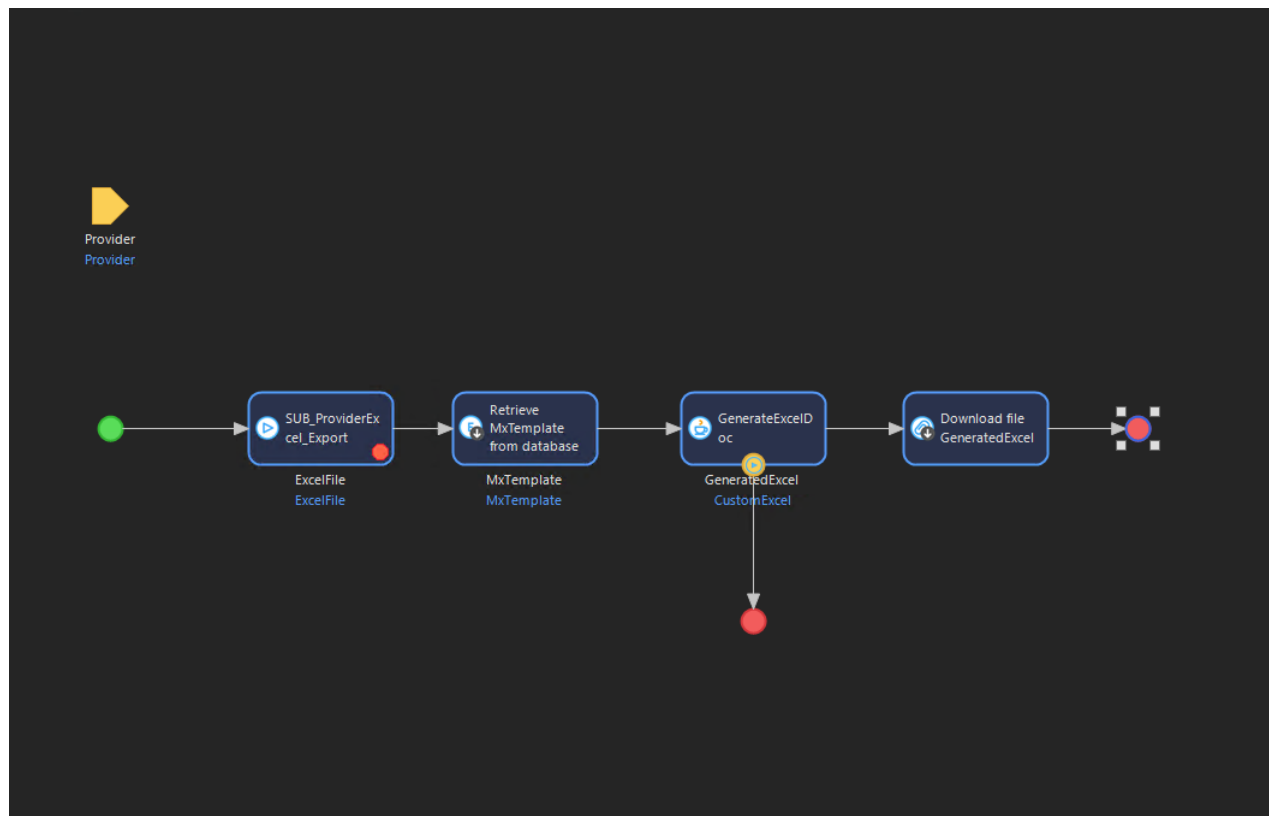 Provider
Provider
SUB_ProviderEx
cel_Export
ExcelFile
ExcelFile
Retrieve
MxTemplate
from database
MxTemplate
MxTemplate
GenerateExcelD
oc
GeneratedExcel
CustomExcel
Download file
GeneratedExcel